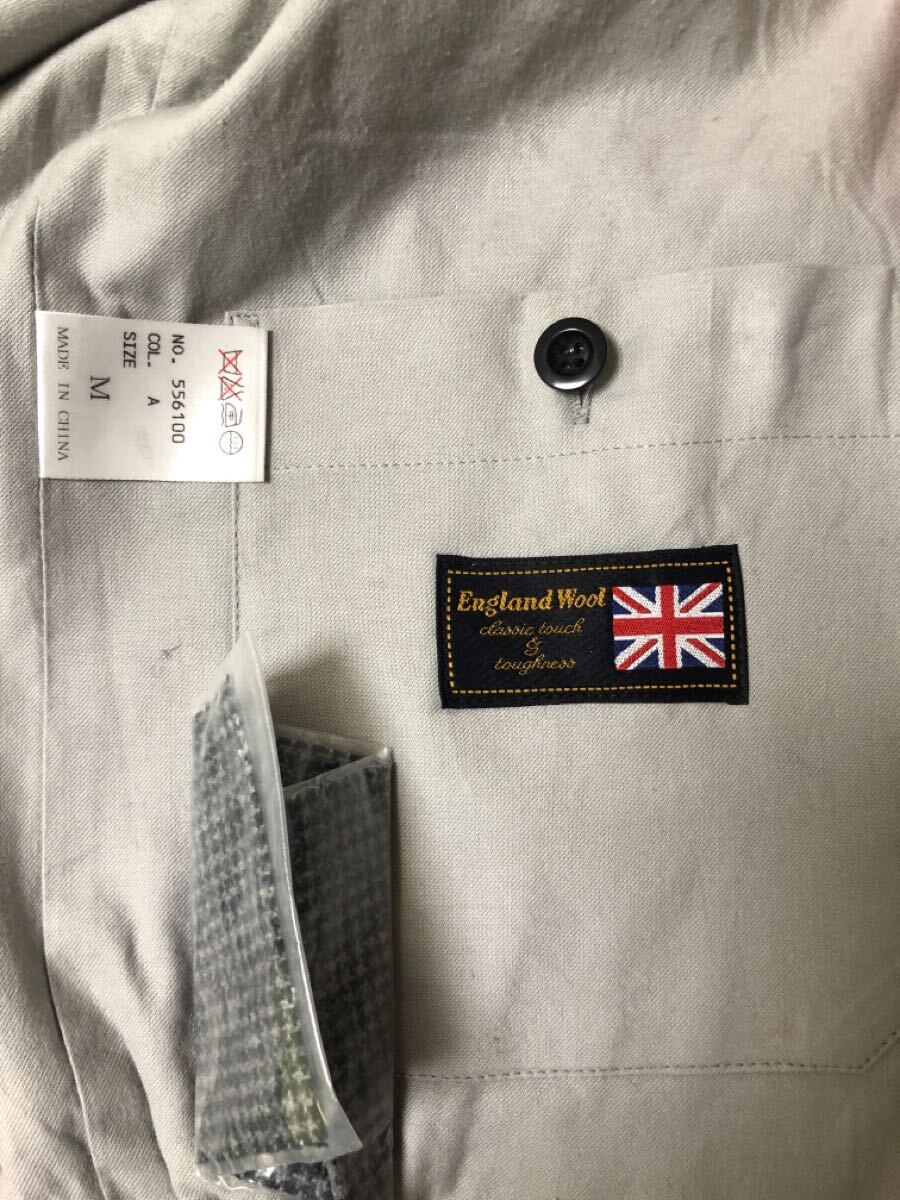 NO. 556100
COL. A
SIZE
M
MADE IN CHINA
England Wool
classic touch
&
toughness